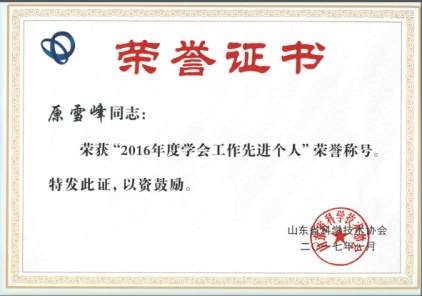 荣誉证书
原雪峰同志：
荣获“2016年度学会工作先进个人”荣誉称号。
特发此证，以资鼓励。
山东省科学技术协会
二〇一七年一月